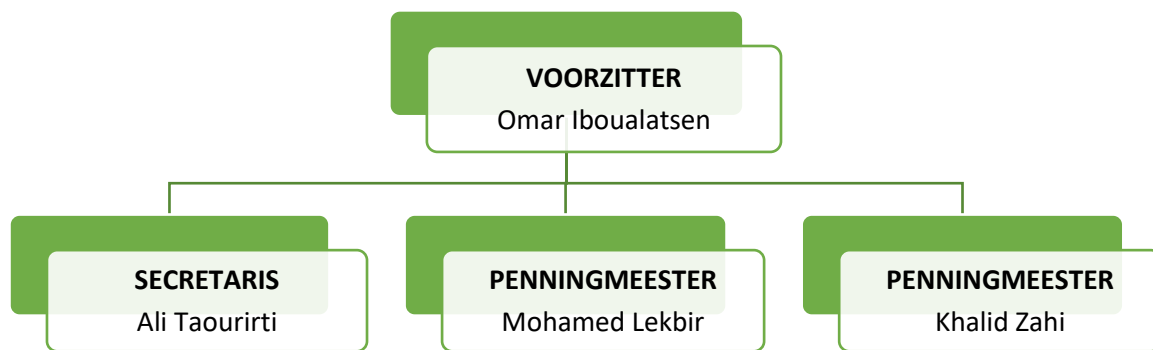 VOORZITTER
Omar Iboualatsen
SECRETARIS
Ali Taourirti
PENNINGMEESTER
Mohamed Lekbir
PENNINGMEESTER
Khalid Zahi